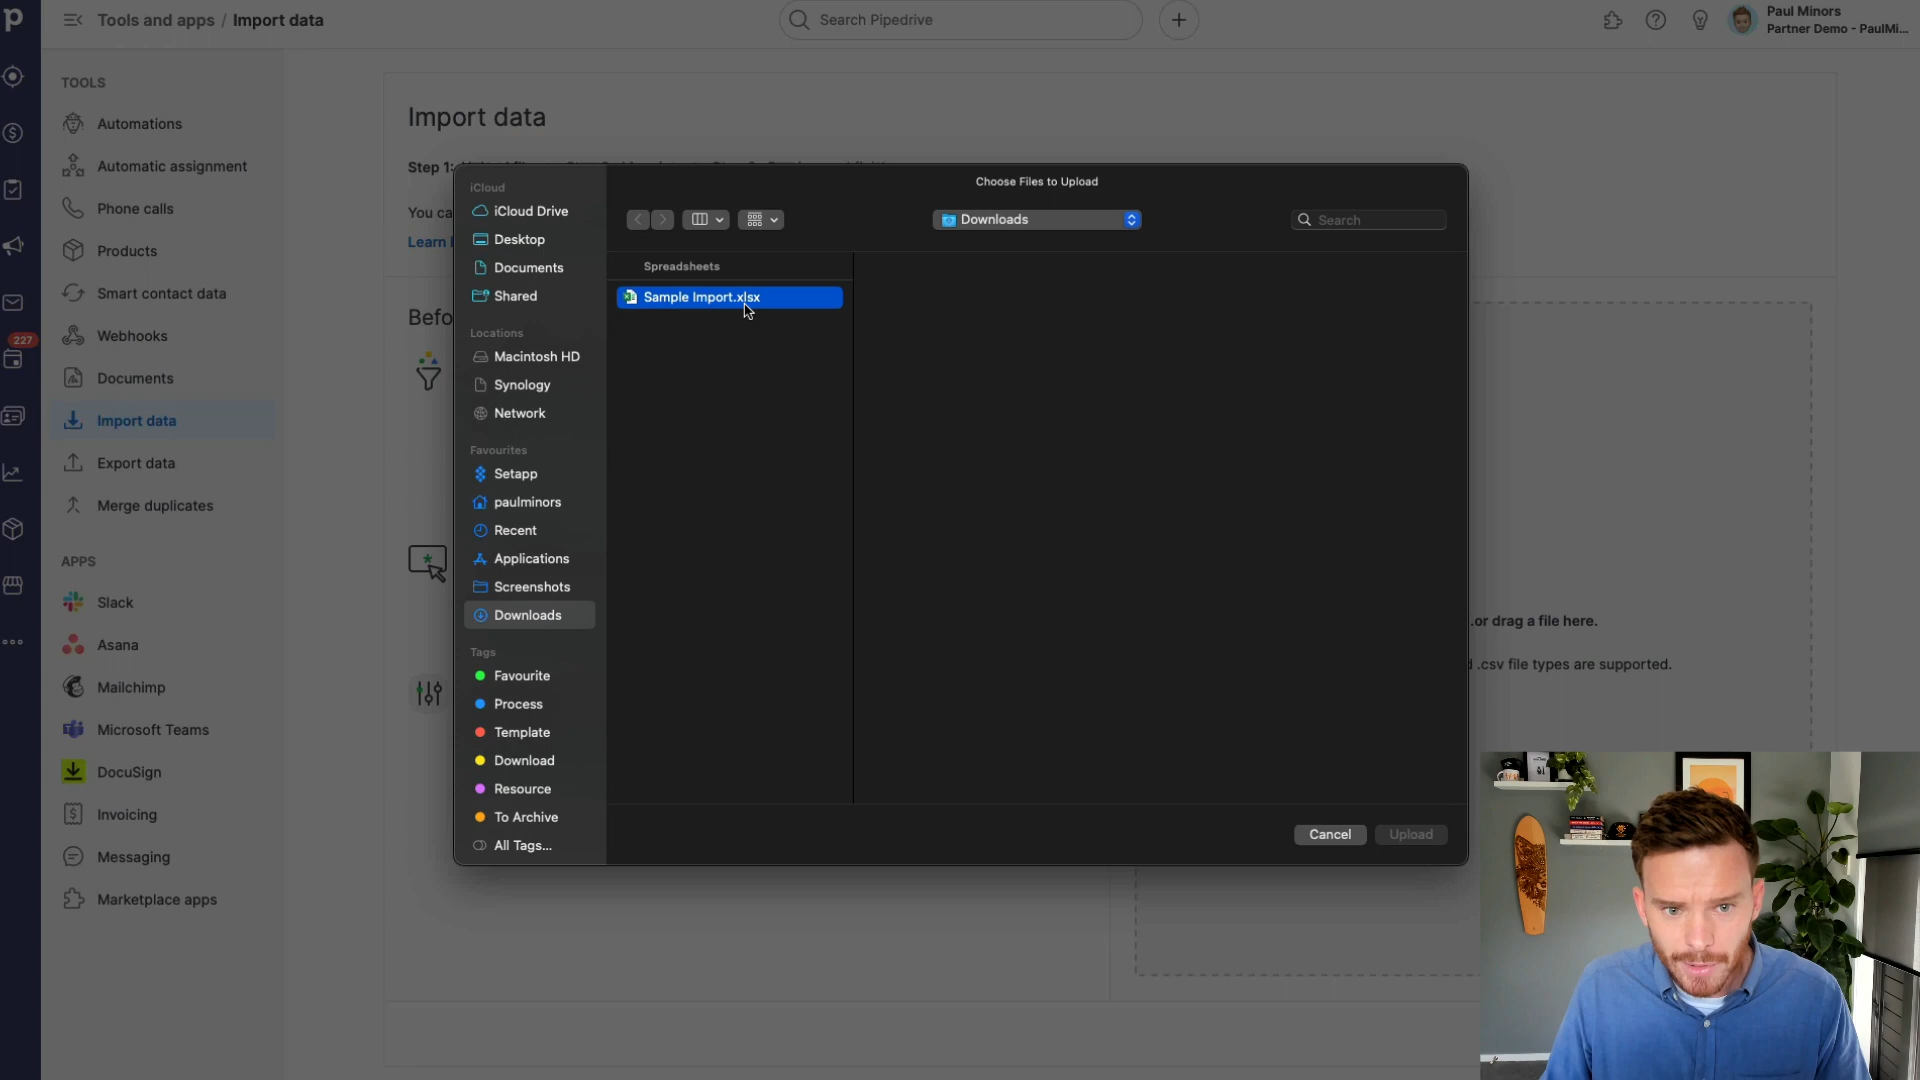 Tools and apps / Import data
Search Pipedrive
Paul Minors
Partner Demo - PaulMi...
TOOLS
Automations
Automatic assignment
Phone calls
Products
Smart contact data
Webhooks
Documents
Import data
Export data
Merge duplicates
APPS
Slack
Asana
Mailchimp
Microsoft Teams
DocuSign
Invoicing
Messaging
Marketplace apps
227
Import data
Step 1:
You ca
Learn
Befo
iCloud
iCloud Drive
Desktop
Documents
Shared
Locations
Macintosh HD
Synology
Network
Favourites
Setapp
paulminors
Recent
Applications
Screenshots
Downloads
Tags
Favourite
Process
Template
Download
Resource
To Archive
All Tags...
Choose Files to Upload
Downloads
Search
Spreadsheets
Sample Import.xlsx
Cancel
Upload
.or drag a file here.
d .csv file types are supported.